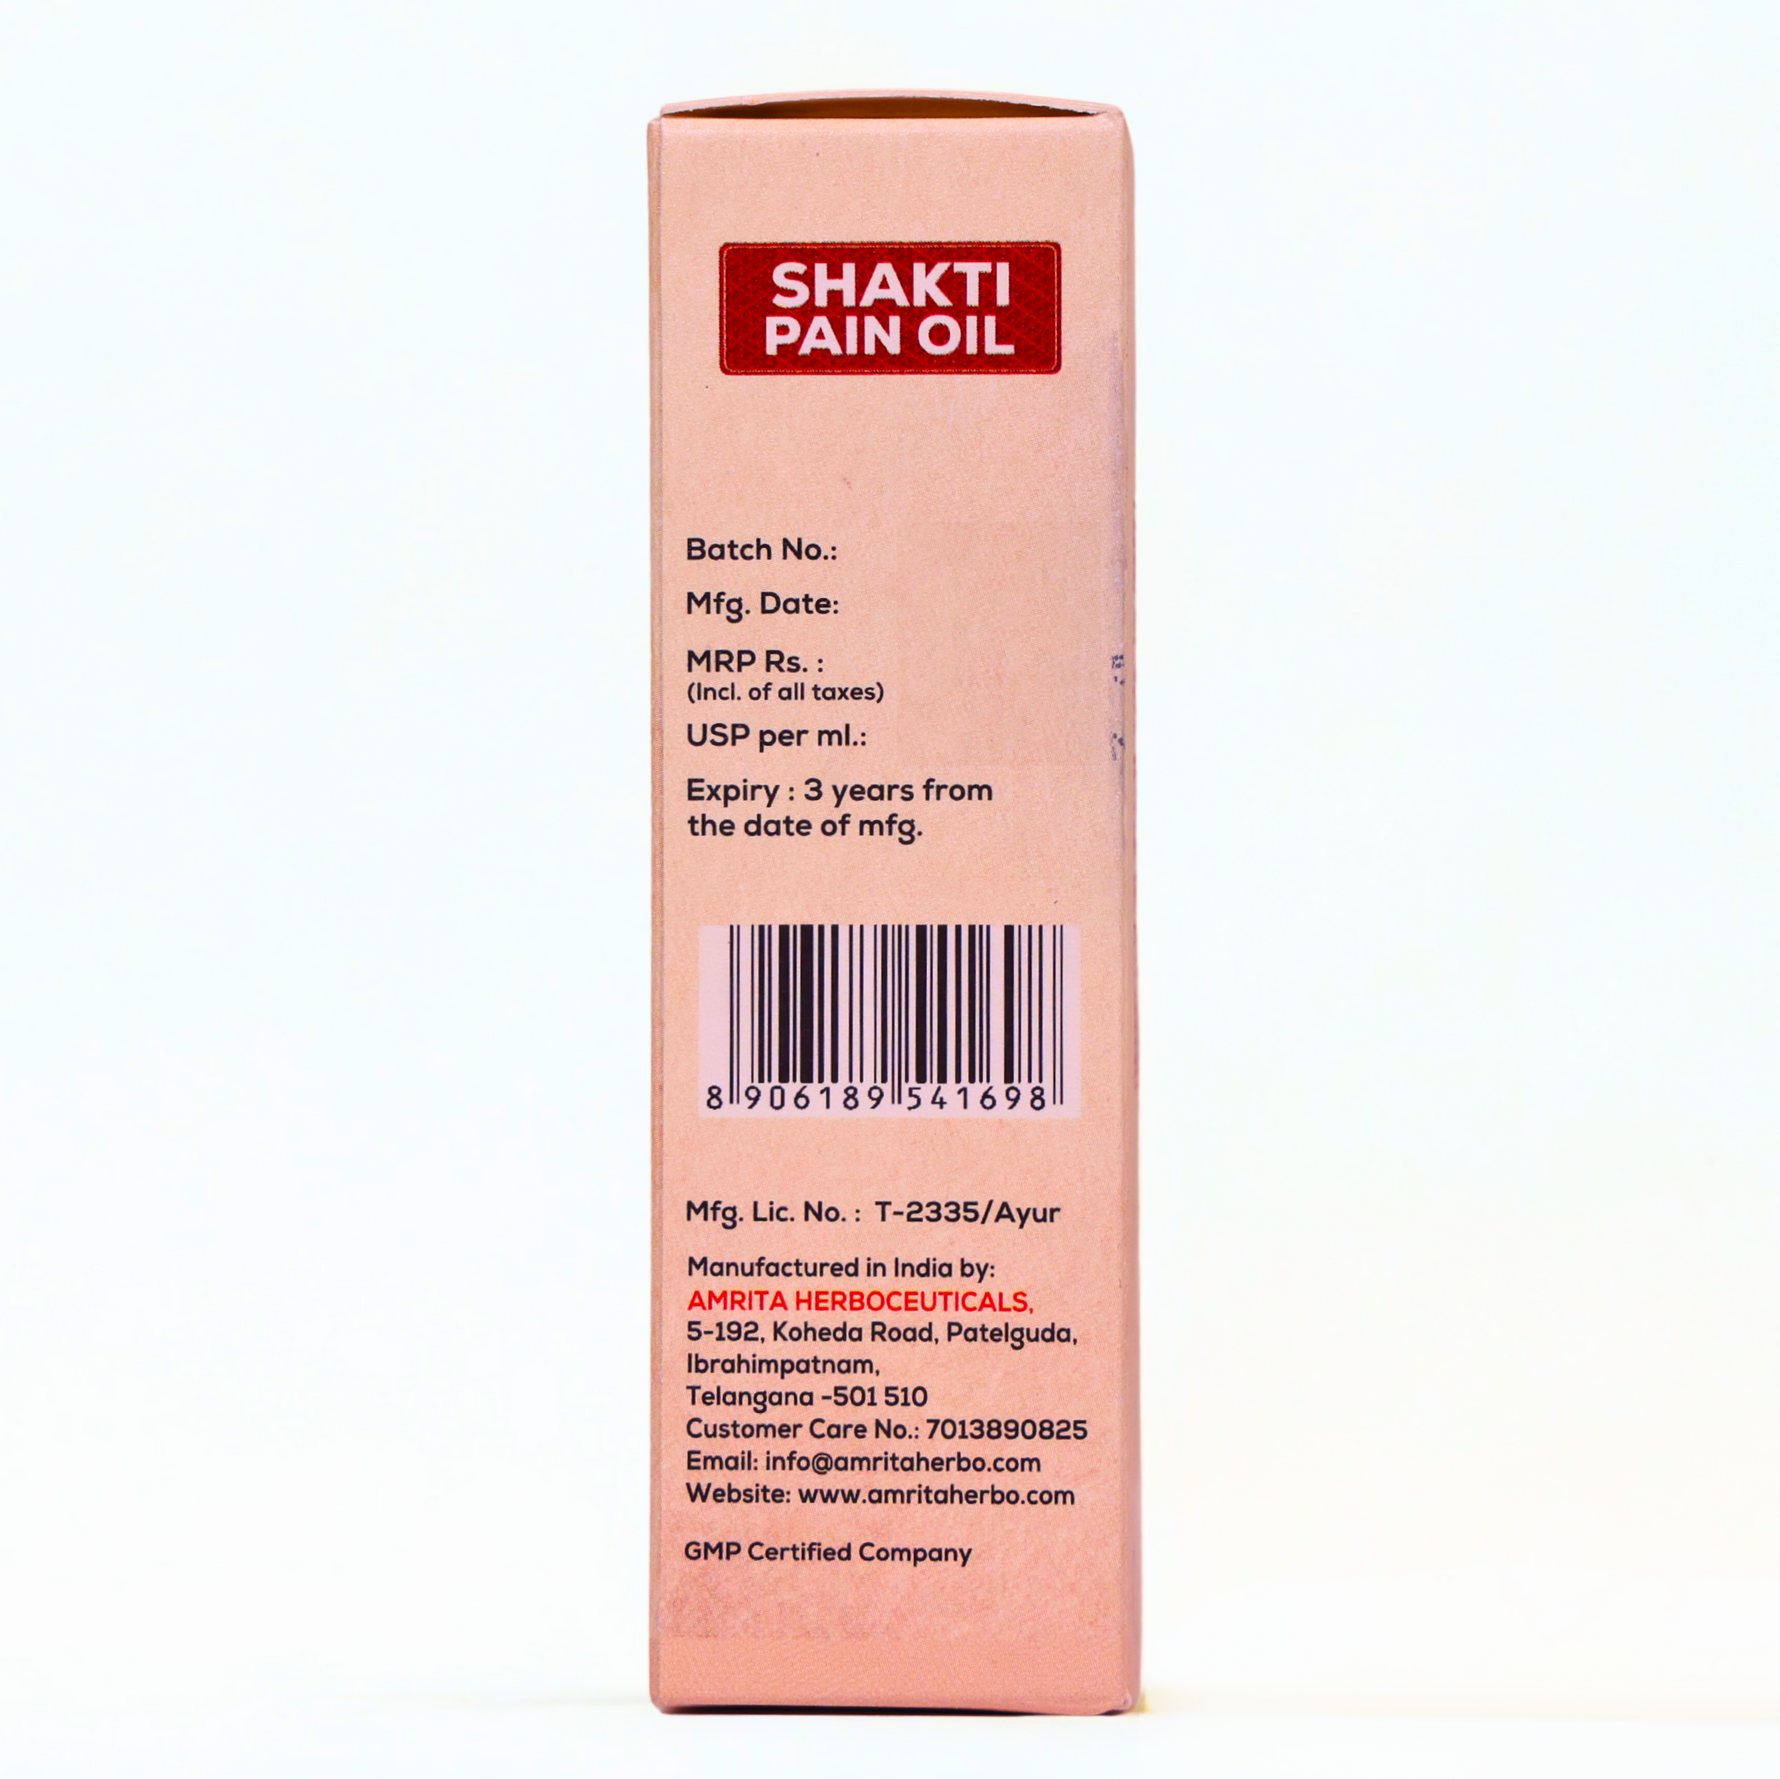 SHAKTI
PAIN OIL
Batch No.:
Mfg. Date:
MRP Rs. :
(Incl. of all taxes)
USP per ml.:
Expiry : 3 years from
the date of mfg.
8 906189 541698
Mfg. Lic. No. : T-2335/Ayur
Manufactured in India by:
AMRITA HERBOCEUTICALS,
5-192, Koheda Road, Patelguda,
Ibrahimpatnam,
Telangana -501 510
Customer Care No.: 7013890825
Email: info@amritaherbo.com
Website: www.amritaherbo.com
GMP Certified Company